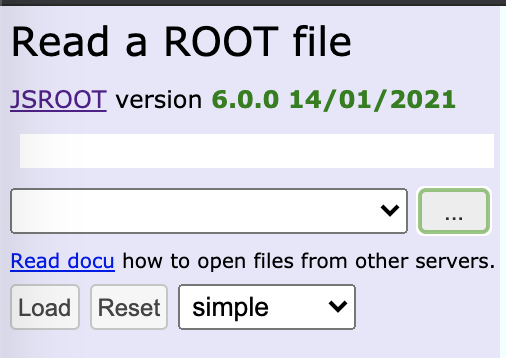 Read a ROOT file
JSROOT version 6.0.0 14/01/2021
...
Read docu how to open files from other servers.
Load Reset simple